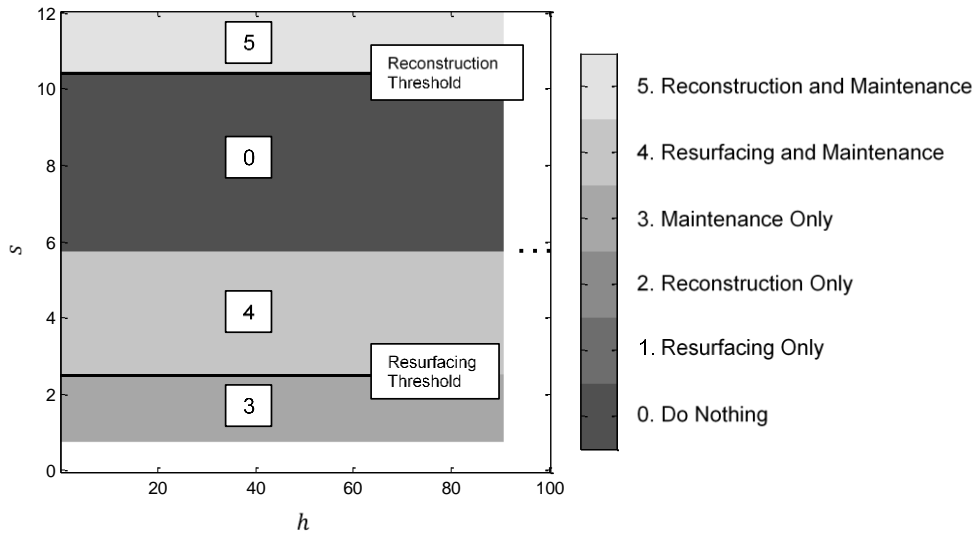 12
10
8
6
4
2
0
20
40
60
80
100
s
h
5
Reconstruction
Threshold
0
4
Resurfacing
Threshold
3
5. Reconstruction and Maintenance
4. Resurfacing and Maintenance
3. Maintenance Only
2. Reconstruction Only
1. Resurfacing Only
0. Do Nothing